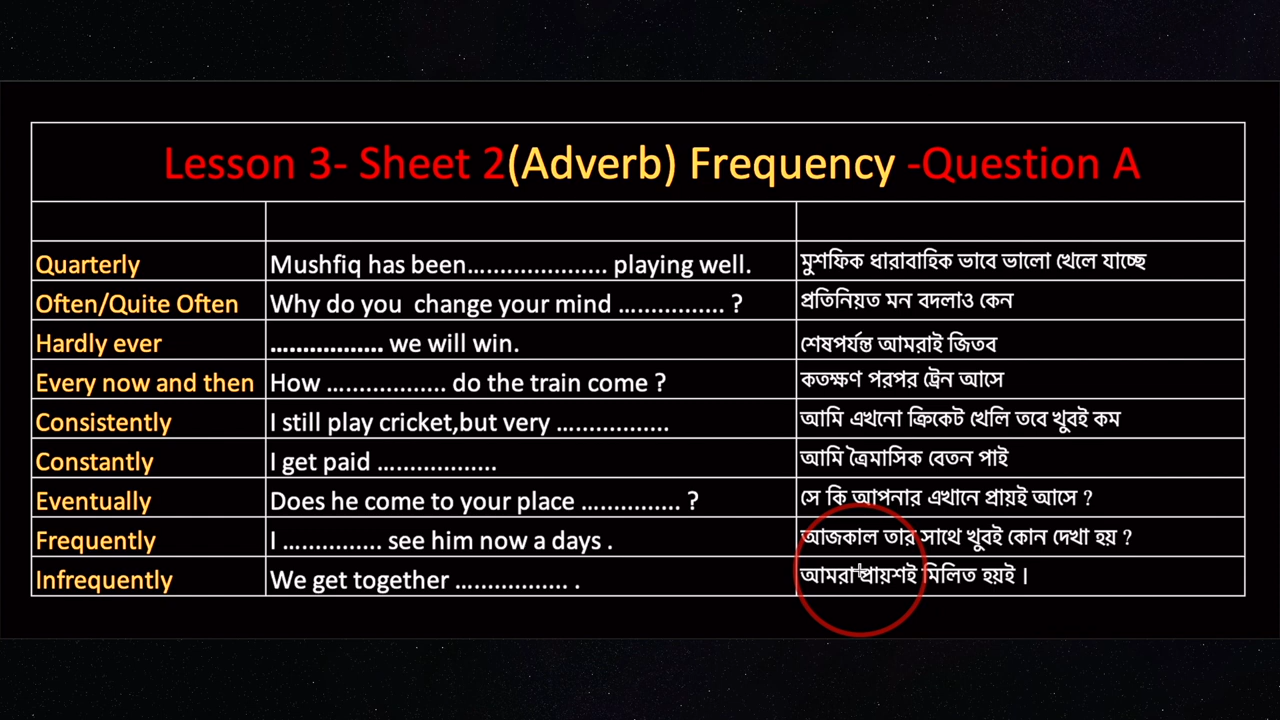 Lesson 3- Sheet 2(Adverb) Frequency -Question A
Quarterly Mushfiq has been...................... playing well. মুশফিক ধারাবাহিক ভাবে ভালো খেলে যাচ্ছে
Often/Quite Often Why do you  change your mind ................ ? প্রতিনিয়ত মন বদলাও কেন
Hardly ever ................. we will win. শেষপর্যন্ত আমরাই জিতব
Every now and then How .................. do the train come ? কতক্ষণ পরপর ট্রেন আসে
Consistently I still play cricket,but very ................. আমি এখনো ক্রিকেট খেলি তবে খুবই কম
Constantly I get paid .................. আমি ত্রৈমাসিক বেতন পাই
Eventually Does he come to your place ............... ? সে কি আপনার এখানে প্রায়ই আসে ?
Frequently I ............... see him now a days . আজকাল তার সাথে খুবই কোন দেখা হয় ?
Infrequently We get together ................. . আমরা প্রায়শই মিলিত হয়ই ।